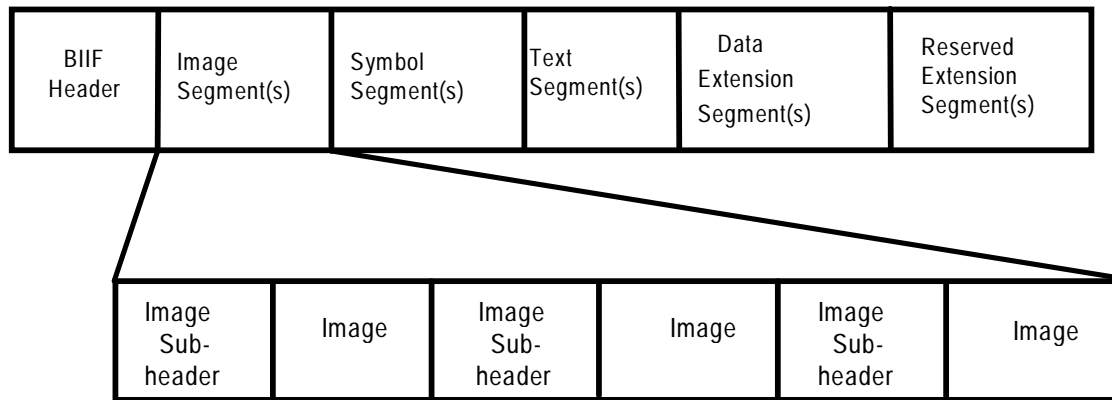 BIIF
Header
Image
Segment(s)
Symbol
Segment(s)
Text
Segment(s)
Data
Extension
Segment(s)
Reserved
Extension
Segment(s)
Image
Sub-
header
Image
Image
Sub-
header
Image
Image
Sub-
header
Image